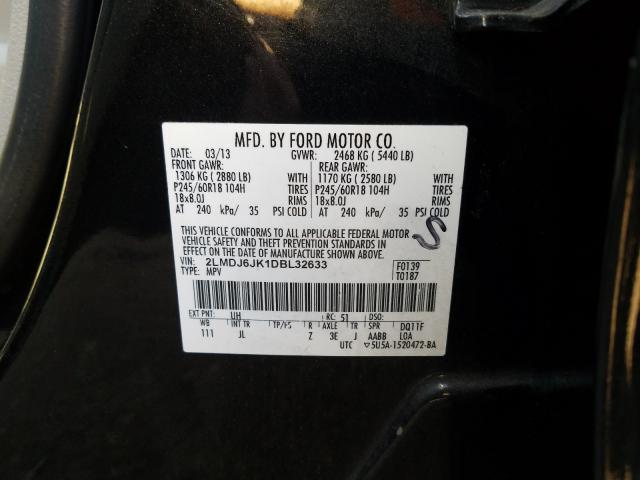 MFD. BY FORD MOTOR CO.
DATE: 03/13 GVWR: 2468 KG ( 5440 LB)
FRONT GAWR: REAR GAWR:
1306 KG ( 2880 LB) WITH 1170 KG ( 2580 LB) WITH
P245/60R18 104H TIRES P245/60R18 104H TIRES
18x8.0J RIMS 18x8.0J RIMS
AT 240 kPa/ 35 PSI COLD AT 240 kPa/ 35 PSI COLD
THIS VEHICLE CONFORMS TO ALL APPLICABLE FEDERAL MOTOR
VEHICLE SAFETY AND THEFT PREVENTION STANDARDS IN
EFFECT ON THE DATE OF MANUFACTURE SHOWN ABOVE.
VIN: 2LMDJ6JK1DBL32633 F0139
TYPE: MPV T0187
S
EXT PNT: UH RC: 51 DSO:
WB INT TR TP/PS R AXLE TR SPR DQ11F
111 JL Z 3E J AABB LOA
UTC ▽5U5A-1520472-BA